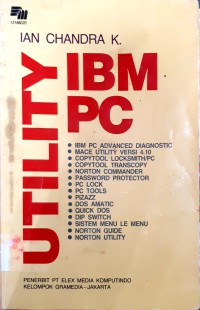 IAN CHANDRA K.
UTILITY
IBM
PC
• IBM PC ADVANCED DIAGNOSTIC
• MACE UTILITY VERSI 4.10
• COPYTOOL LOCKSMITH/PC
• COPYTOOL TRANSCOPY
• NORTON COMMANDER
• PASSWORD PROTECTOR
• PC LOCK
• PC TOOLS
• PIZAZZ
• DOS AMATIC
• QUICK DOS
• DIP SWITCH
• SISTEM MENU LE MENU
• NORTON GUIDE
• NORTON UTILITY
PENERBIT PT ELEX MEDIA KOMPUTINDO
KELOMPOK GRAMEDIA–JAKARTA